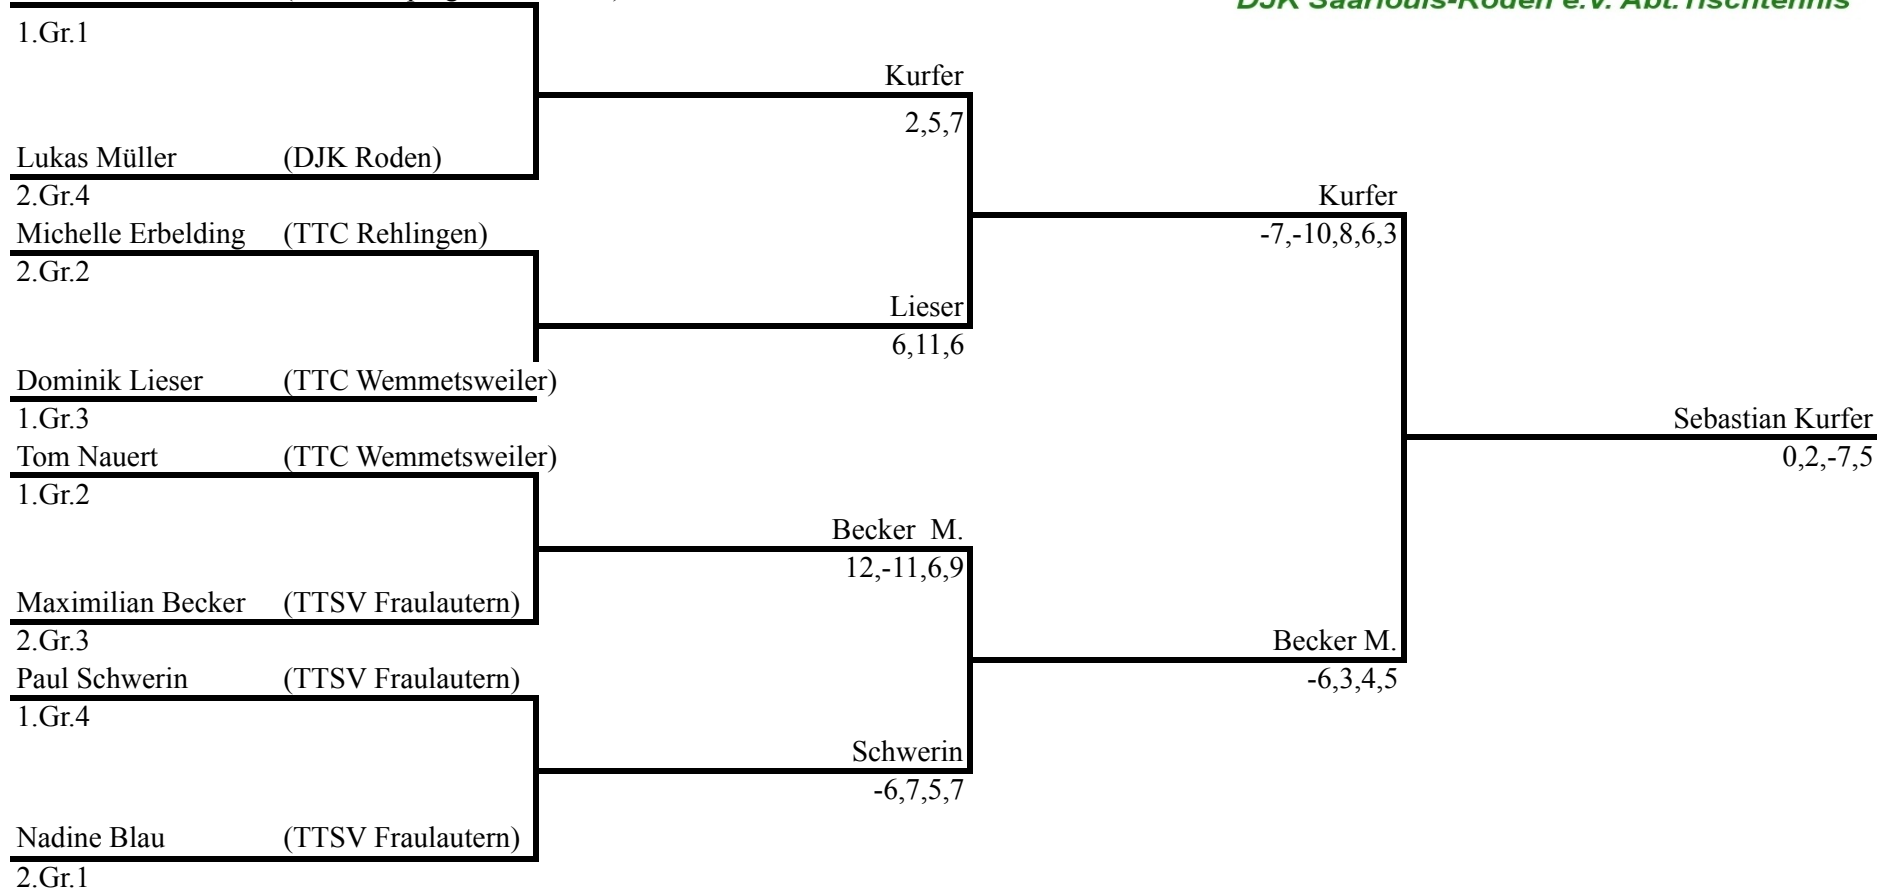 DJK Saarlouis-Roden e.V. Abt.Tischtennis
1.Gr.1
Kurfer
2,5,7
Lukas Müller (DJK Roden)
2.Gr.4
Kurfer
Michelle Erbelding (TTC Rehlingen)
-7,-10,8,6,3
2.Gr.2
Lieser
6,11,6
Dominik Lieser (TTC Wemmetsweiler)
1.Gr.3
Sebastian Kurfer
Tom Nauert (TTC Wemmetsweiler)
0,2,-7,5
1.Gr.2
Becker M.
12,-11,6,9
Maximilian Becker (TTSV Fraulautern)
2.Gr.3
Becker M.
Paul Schwerin (TTSV Fraulautern)
-6,3,4,5
1.Gr.4
Schwerin
-6,7,5,7
Nadine Blau (TTSV Fraulautern)
2.Gr.1